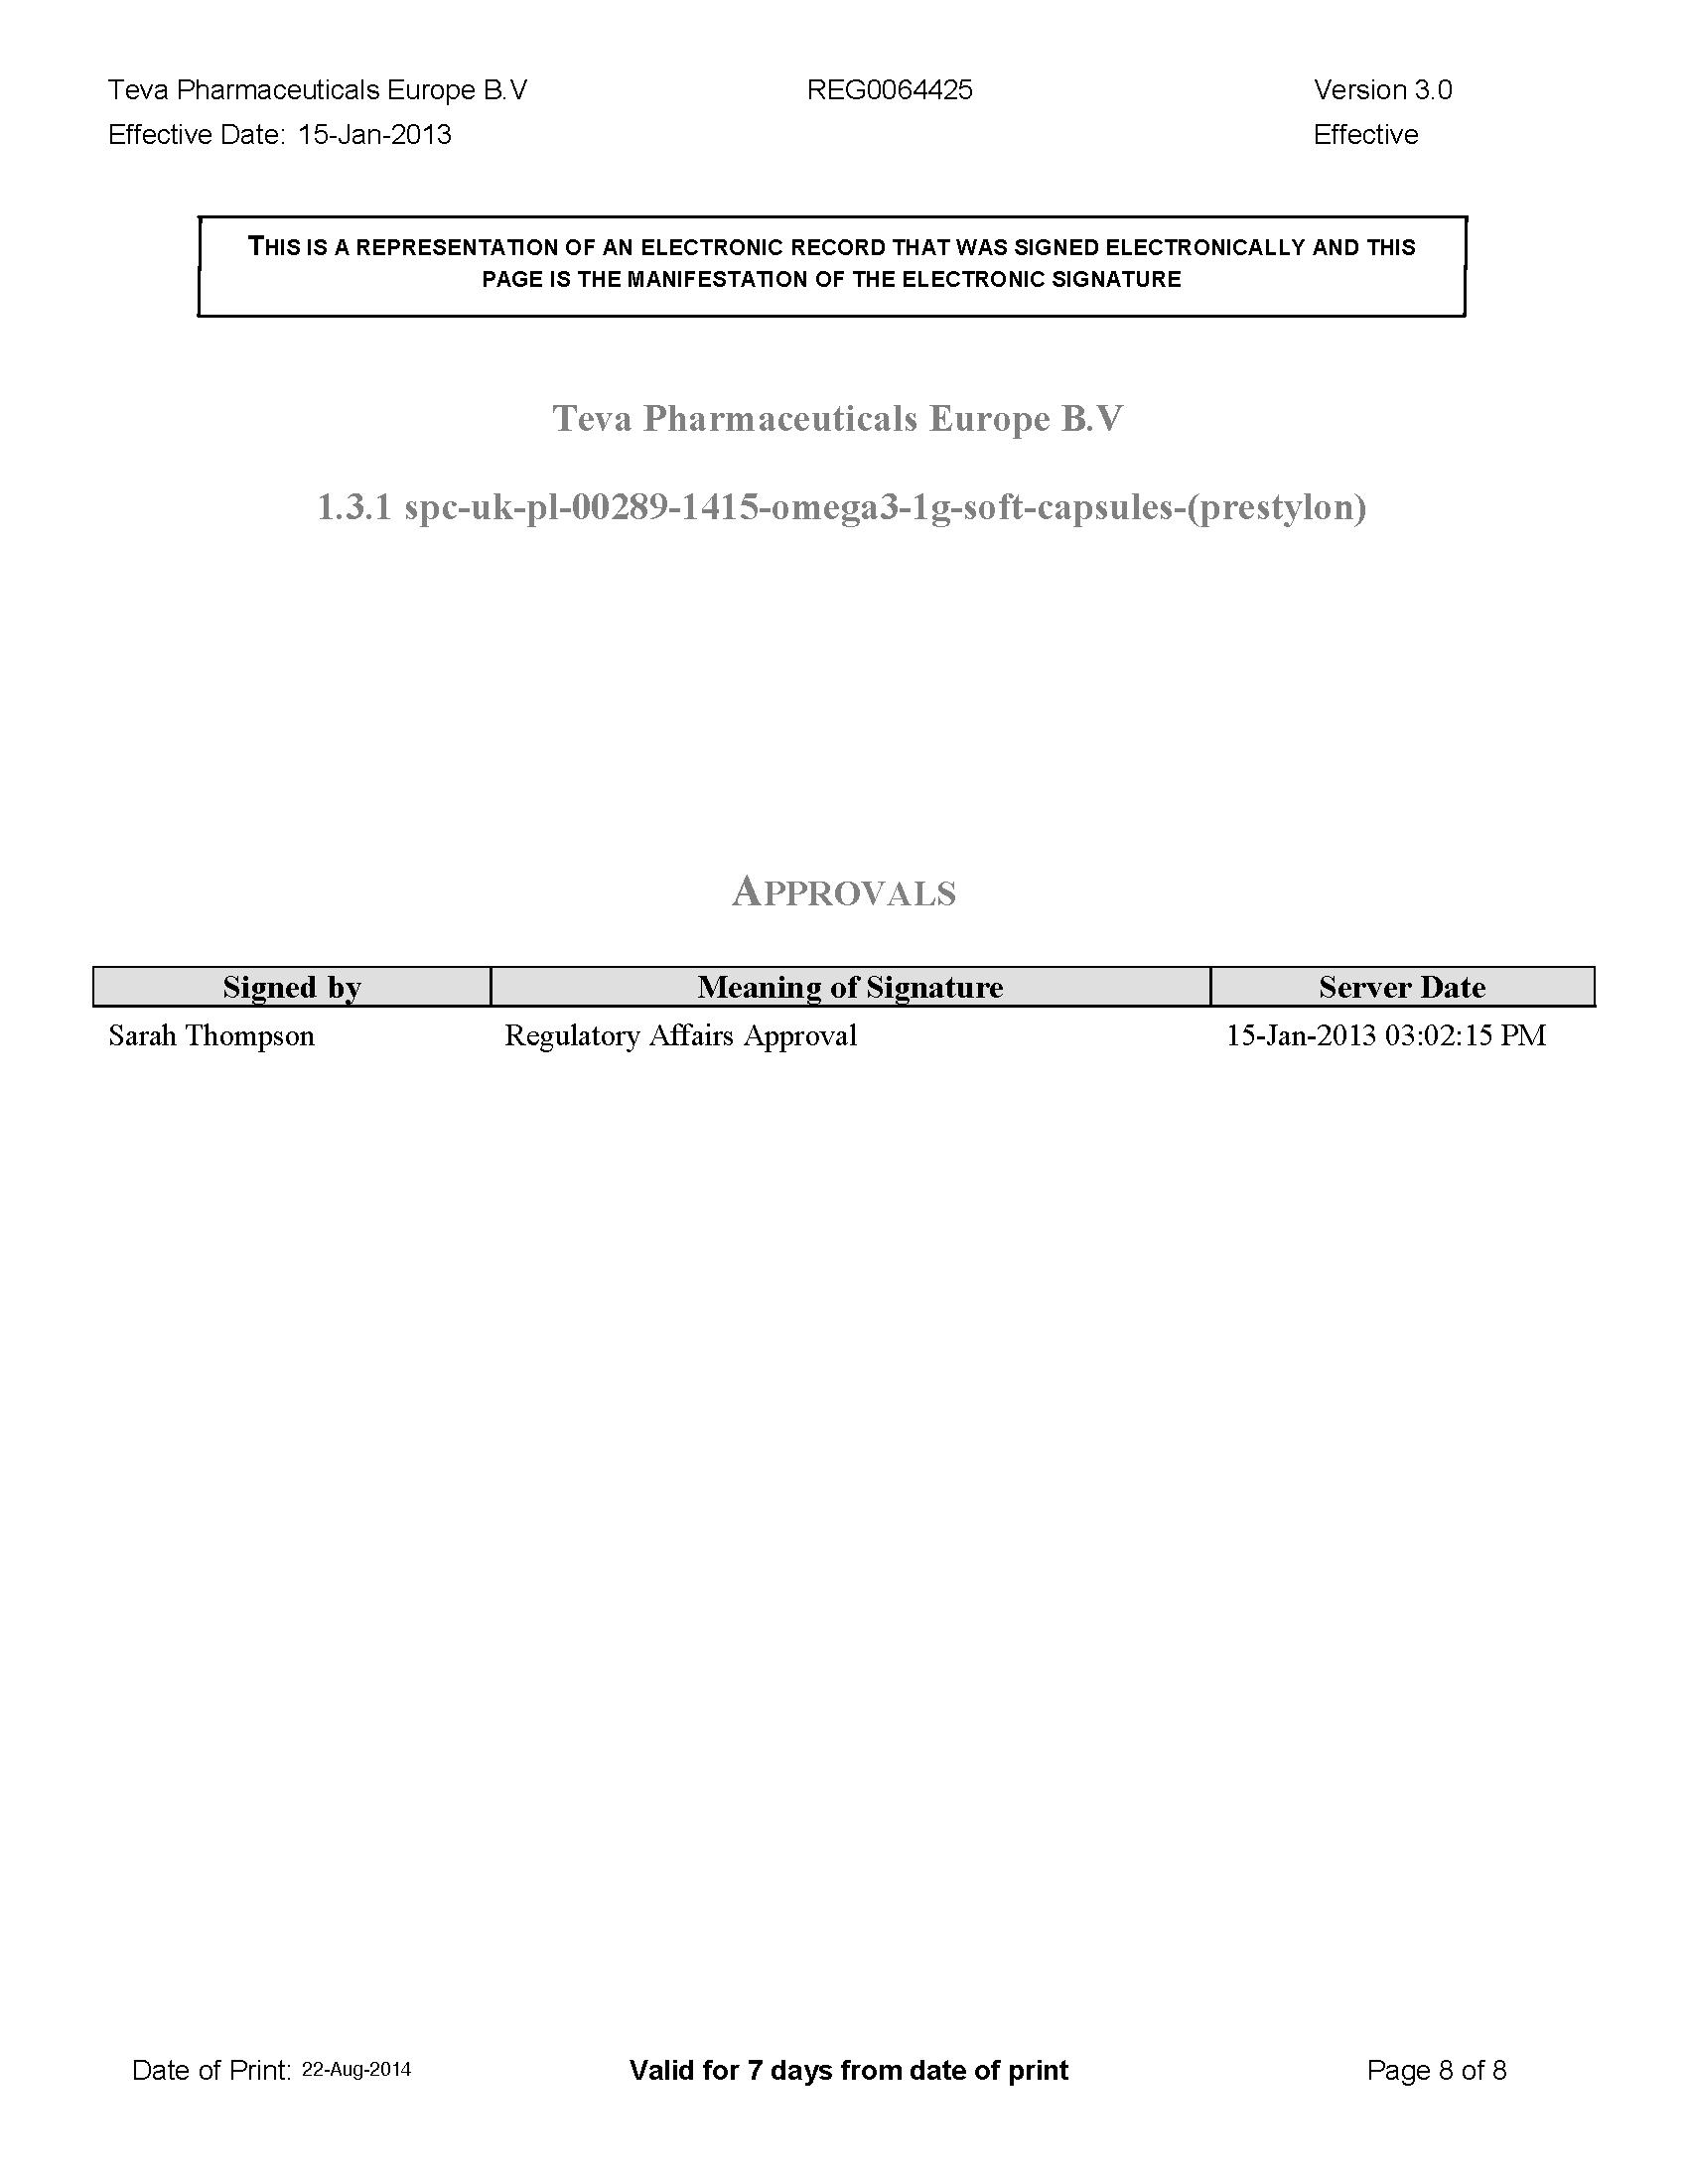 Teva Pharmaceuticals Europe B.V REG0064425 Version 3.0
Effective Date: 15-Jan-2013 Effective
THIS IS A REPRESENTATION OF AN ELECTRONIC RECORD THAT WAS SIGNED ELECTRONICALLY AND THIS
PAGE IS THE MANIFESTATION OF THE ELECTRONIC SIGNATURE
Teva Pharmaceuticals Europe B.V
1.3.1 spc-uk-pl-00289-1415-omega3-1g-soft-capsules-(prestylon)
APPROVALS
Signed by Meaning of Signature Server Date
Sarah Thompson Regulatory Affairs Approval 15-Jan-2013 03:02:15 PM
Date of Print: 22-Aug-2014 Valid for 7 days from date of print Page 8 of 8